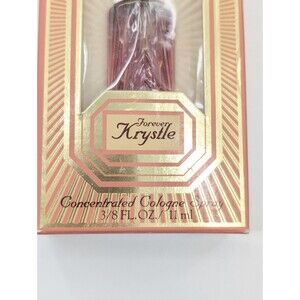 Forever
Krystle
Concentrated Cologne Spray
3/8 FL.OZ./ 11 ml